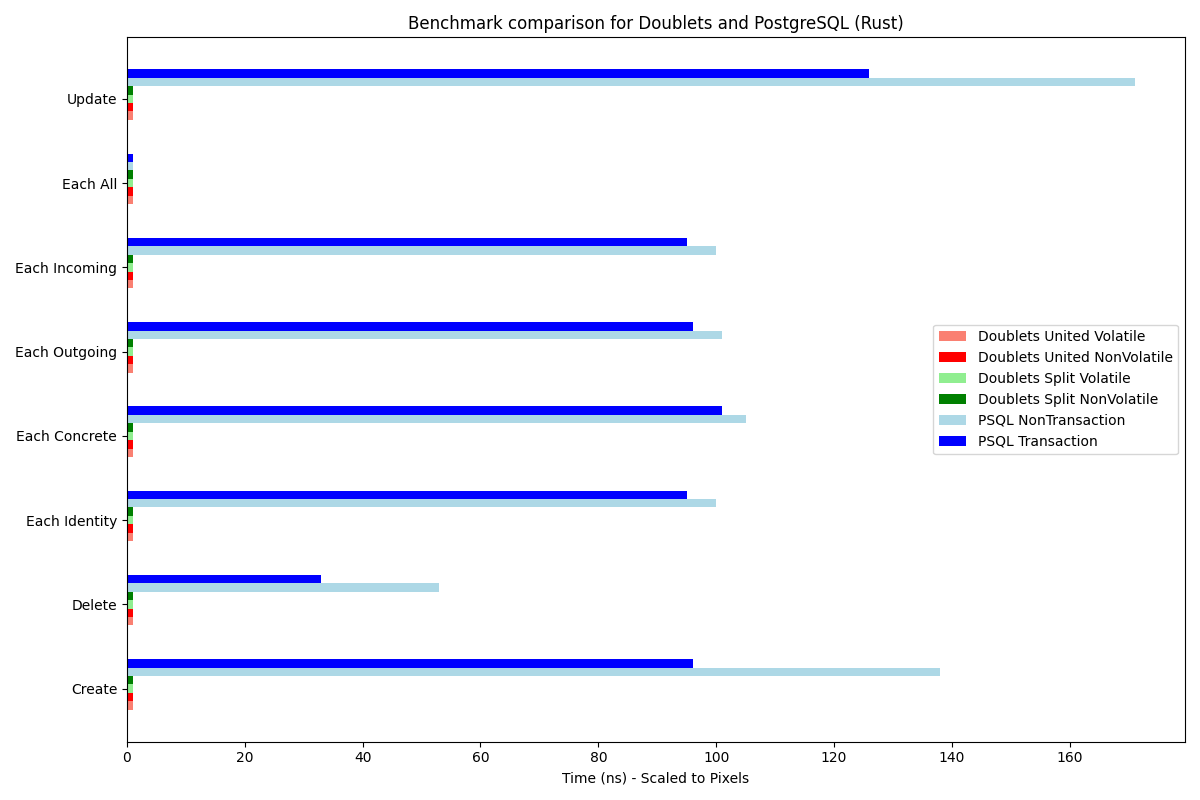 Benchmark comparison for Doublets and PostgreSQL (Rust)
Update
Each All
Each Incoming
Each Outgoing
Each Concrete
Each Identity
Delete
Create
Doublets United Volatile
Doublets United NonVolatile
Doublets Split Volatile
Doublets Split NonVolatile
PSQL NonTransaction
PSQL Transaction
0 20 40 60 80 100 120 140 160
Time (ns) - Scaled to Pixels